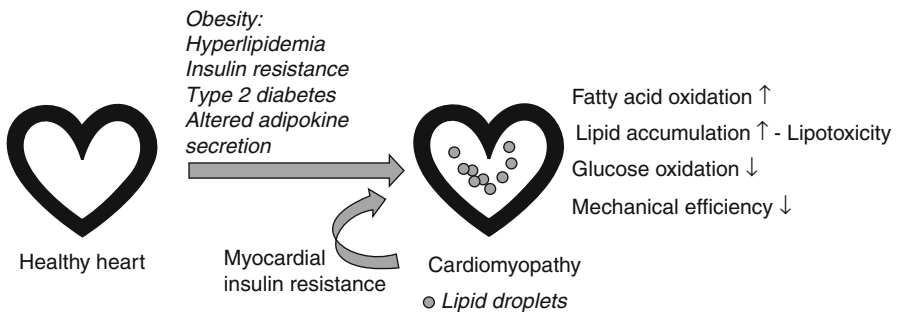 Obesity:
Hyperlipidemia
Insulin resistance
Type 2 diabetes
Altered adipokine
secretion
Fatty acid oxidation ↑
Lipid accumulation ↑ - Lipotoxicity
Glucose oxidation ↓
Mechanical efficiency ↓
Healthy heart
Myocardial
insulin resistance
Cardiomyopathy
Lipid droplets